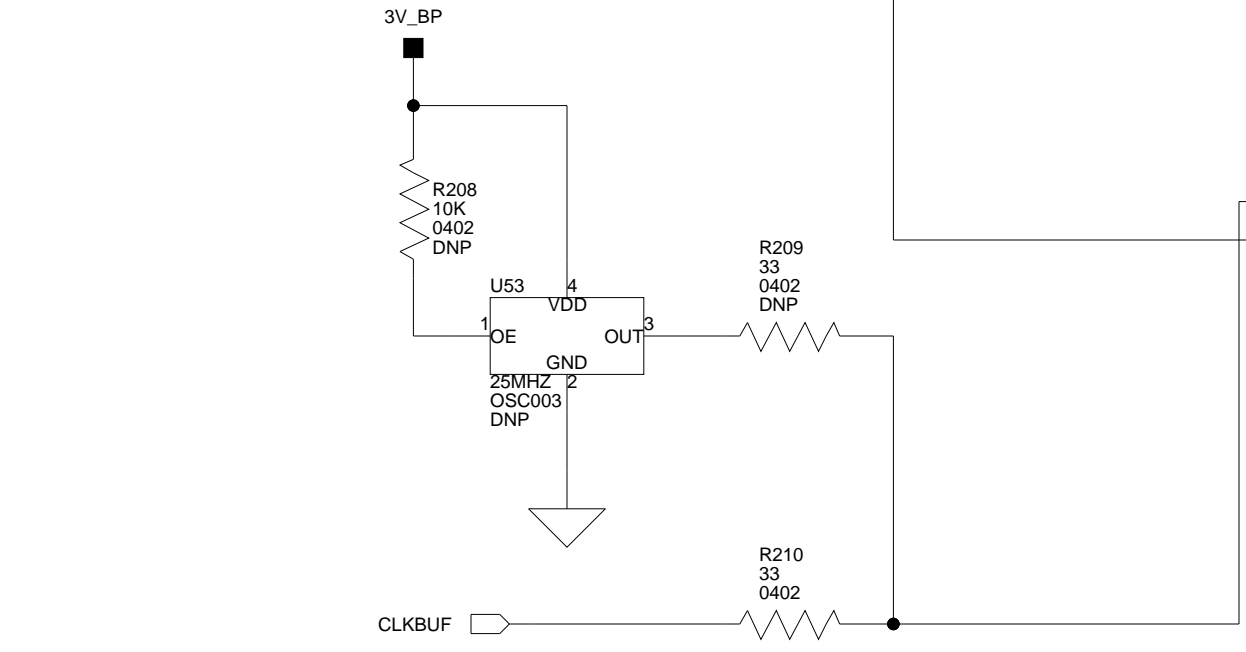 3V_BP
R208
10K
0402
DNP
U53
4
VDD
1
OE
OUT
3
GND
25MHZ
2
OSC003
DNP
R209
33
0402
DNP
R210
33
0402
CLKBUF